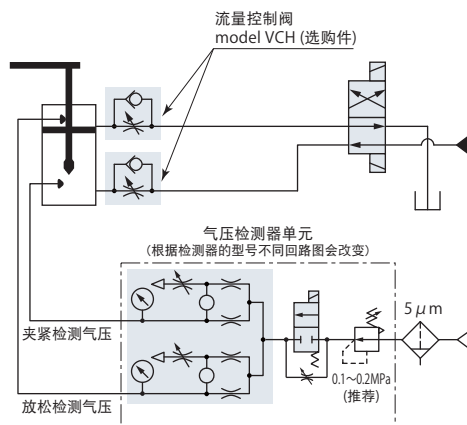 流量控制阀
model VCH (选购件)
气压检测器单元
(根据检测器的型号不同回路图会改变)
5μm
夹紧检测气压
0.1～0.2MPa
(推荐)
放松检测气压